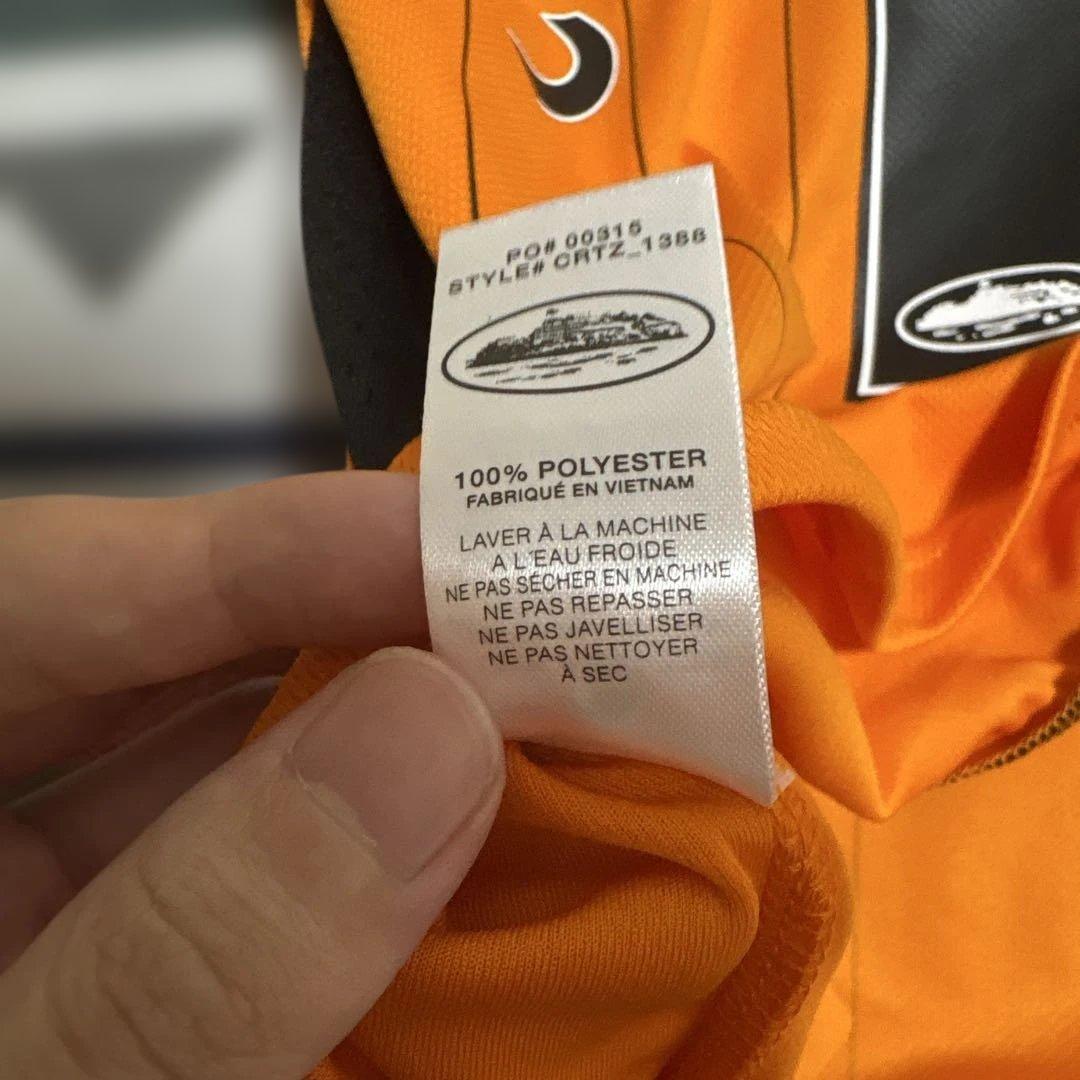 PO# 00315
STYLE# CRTZ_1388
100% POLYESTER
FABRIQUÉ EN VIETNAM
LAVER À LA MACHINE
A L'EAU FROIDE
NE PAS SÉCHER EN MACHINE
NE PAS REPASSER
NE PAS JAVELLISER
NE PAS NETTOYER
À SEC